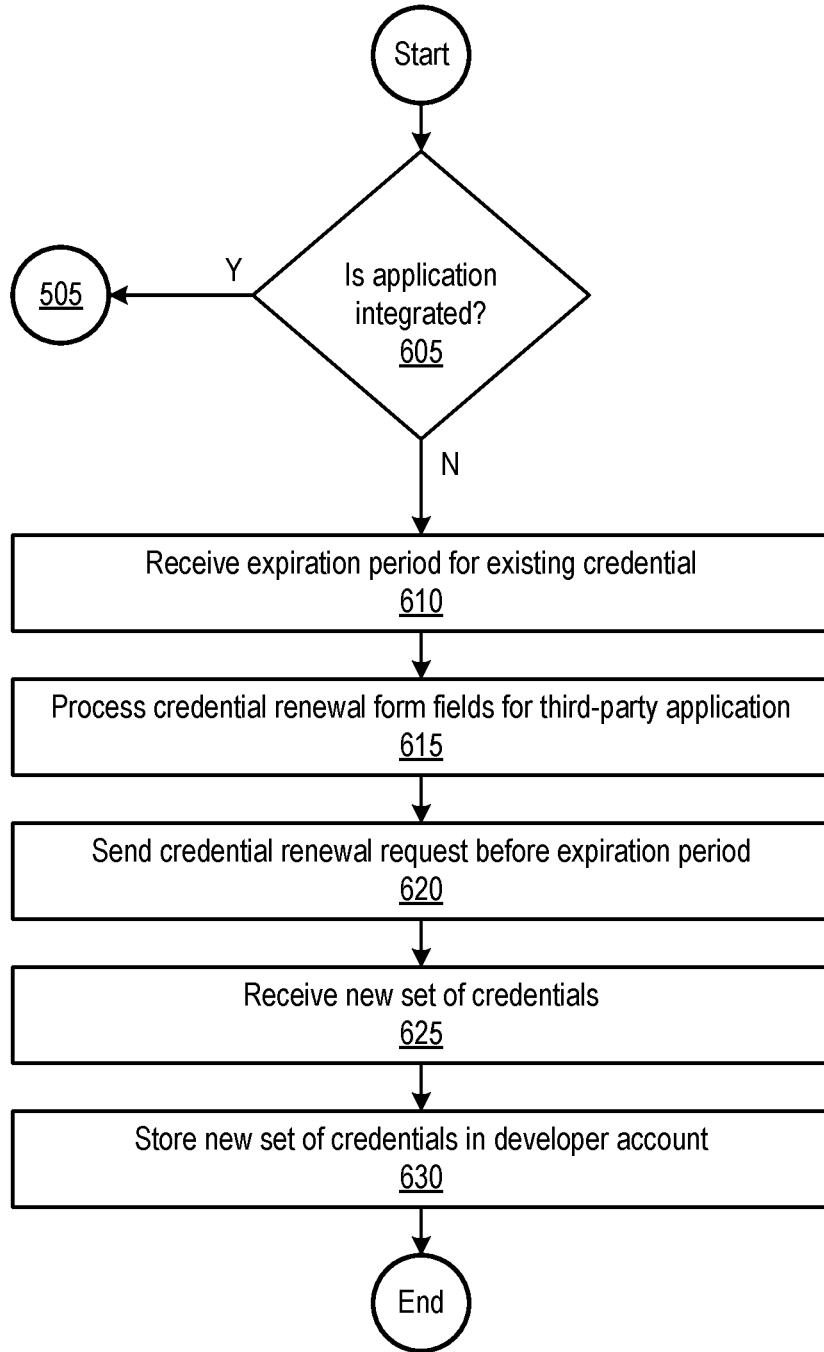 Start
Is application
integrated?
605
Y
505
N
Receive expiration period for existing credential
610
Process credential renewal form fields for third-party application
615
Send credential renewal request before expiration period
620
Receive new set of credentials
625
Store new set of credentials in developer account
630
End